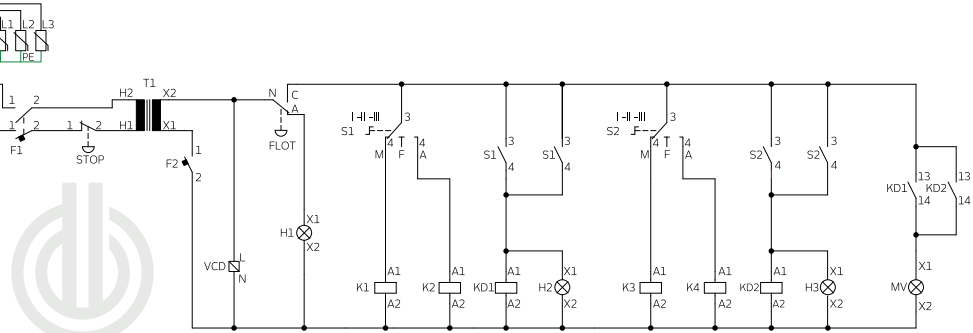 L1 L2 L3
PE
T1
1 2 H2 X2 N C
A
1 2 1 2 H1 X1
F1 STOP FLOT
F2 1
2
I -II -III
S1 3
4 4 4
M F A
S1 3
4
S1 3
4
I -II -III
S2 3
4 4
M F A
S2 3
4
S2 3
4
KD1 13
14
KD2 13
14
VCD L
N
H1 X1
X2
K1 A1
A2
K2 A1
A2
KD1 A1
A2
H2 X1
X2
K3 A1
A2
K4 A1
A2
KD2 A1
A2
H3 X1
X2
MV X1
X2